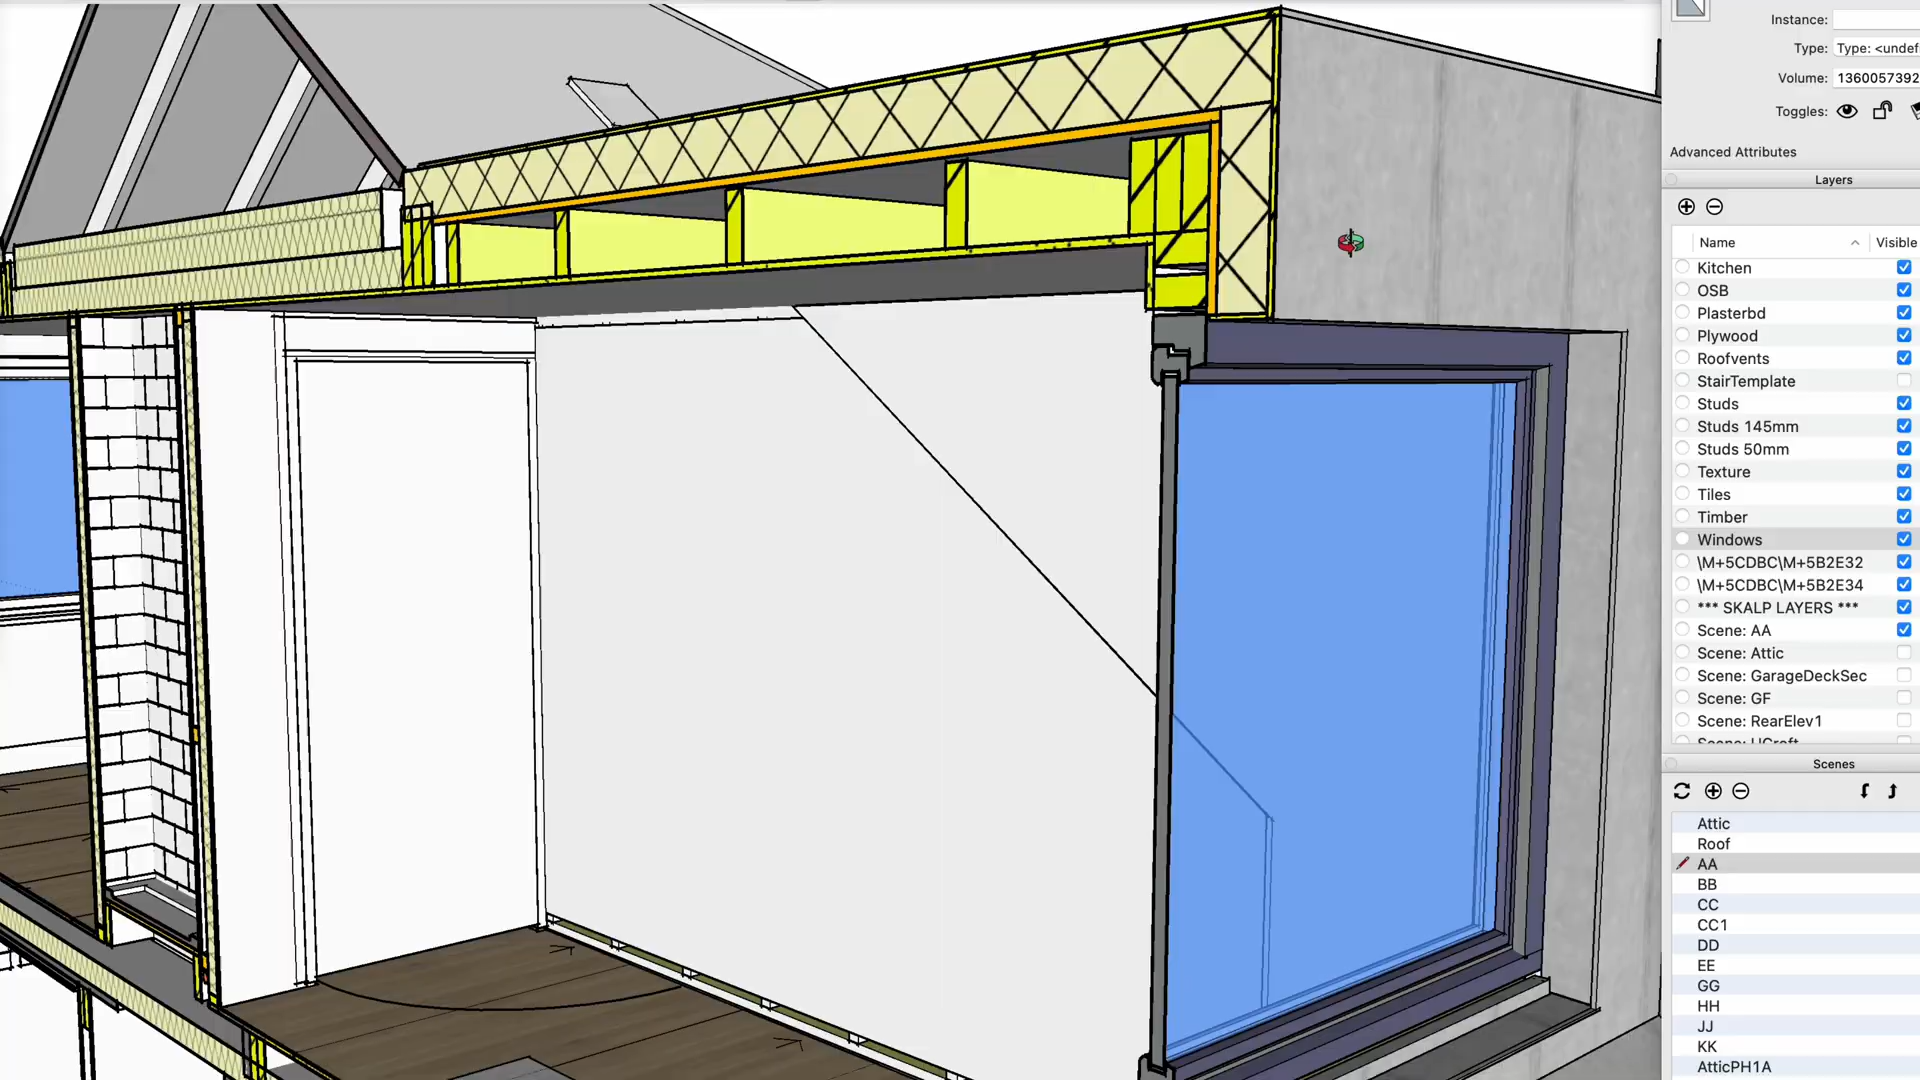 Instance:
Type: Type: <undef
Volume: 1360057392
Toggles:
Advanced Attributes
Layers
Name Visible
Kitchen
OSB
Plasterbd
Plywood
Roofvents
StairTemplate
Studs
Studs 145mm
Studs 50mm
Texture
Tiles
Timber
Windows
\M+5CDBC\M+5B2E32
\M+5CDBC\M+5B2E34
*** SKALP LAYERS ***
Scene: AA
Scene: Attic
Scene: GarageDeckSec
Scene: GF
Scene: RearElev1
Scenes
Attic
Roof
AA
BB
CC
CC1
DD
EE
GG
HH
JJ
KK
AtticPH1A